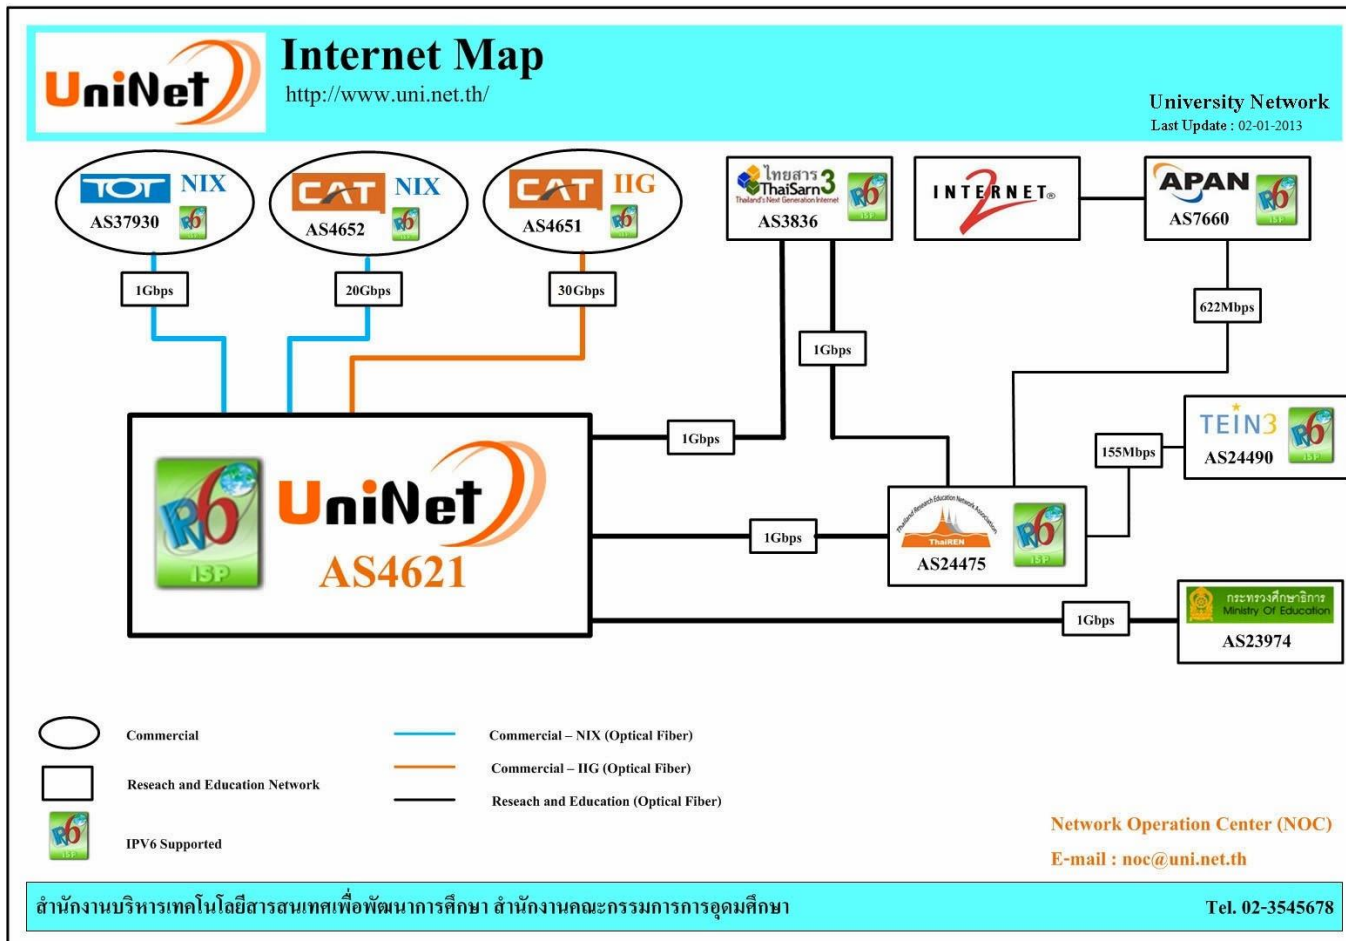 UniNet
Internet Map
http://www.uni.net.th/
University Network
Last Update : 02-01-2013
TOT NIX
AS37930
CAT NIX
AS4652
CAT IIG
AS4651
ไทยสาร
ThaiSarn3
Thailand's Next Generation Internet
AS3836
INTERNET®
2
APAN
AS7660
1Gbps
20Gbps
30Gbps
1Gbps
622Mbps
1Gbps
155Mbps
TEIN3
AS24490
IPv6
ISP
UniNet
AS4621
1Gbps
Thailand Research Education Network Association
ThaiREN
AS24475
1Gbps
กระทรวงศึกษาธิการ
Ministry Of Education
AS23974
Commercial
Reseach and Education Network
IPV6 Supported
Commercial – NIX (Optical Fiber)
Commercial – IIG (Optical Fiber)
Reseach and Education (Optical Fiber)
Network Operation Center (NOC)
E-mail : noc@uni.net.th
สำนักงานบริหารเทคโนโลยีสารสนเทศเพื่อพัฒนาการศึกษา สำนักงานคณะกรรมการการอุดมศึกษา
Tel. 02-3545678